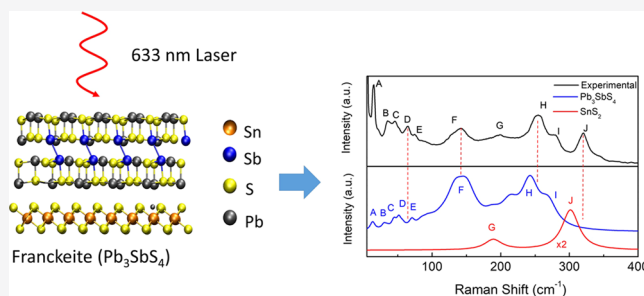 633 nm Laser
Sn
Sb
S
Pb
Franckeite (Pb₃SbS₄)
Intensity (a.u.)
A
B
C
D
E
F
G
H
I
J
Experimental
Pb₃SbS₄
SnS₂
Intensity (a.u.)
A
B
C
D
E
F
G
H
I
J
x2
100
200
300
400
Raman Shift (cm⁻¹)